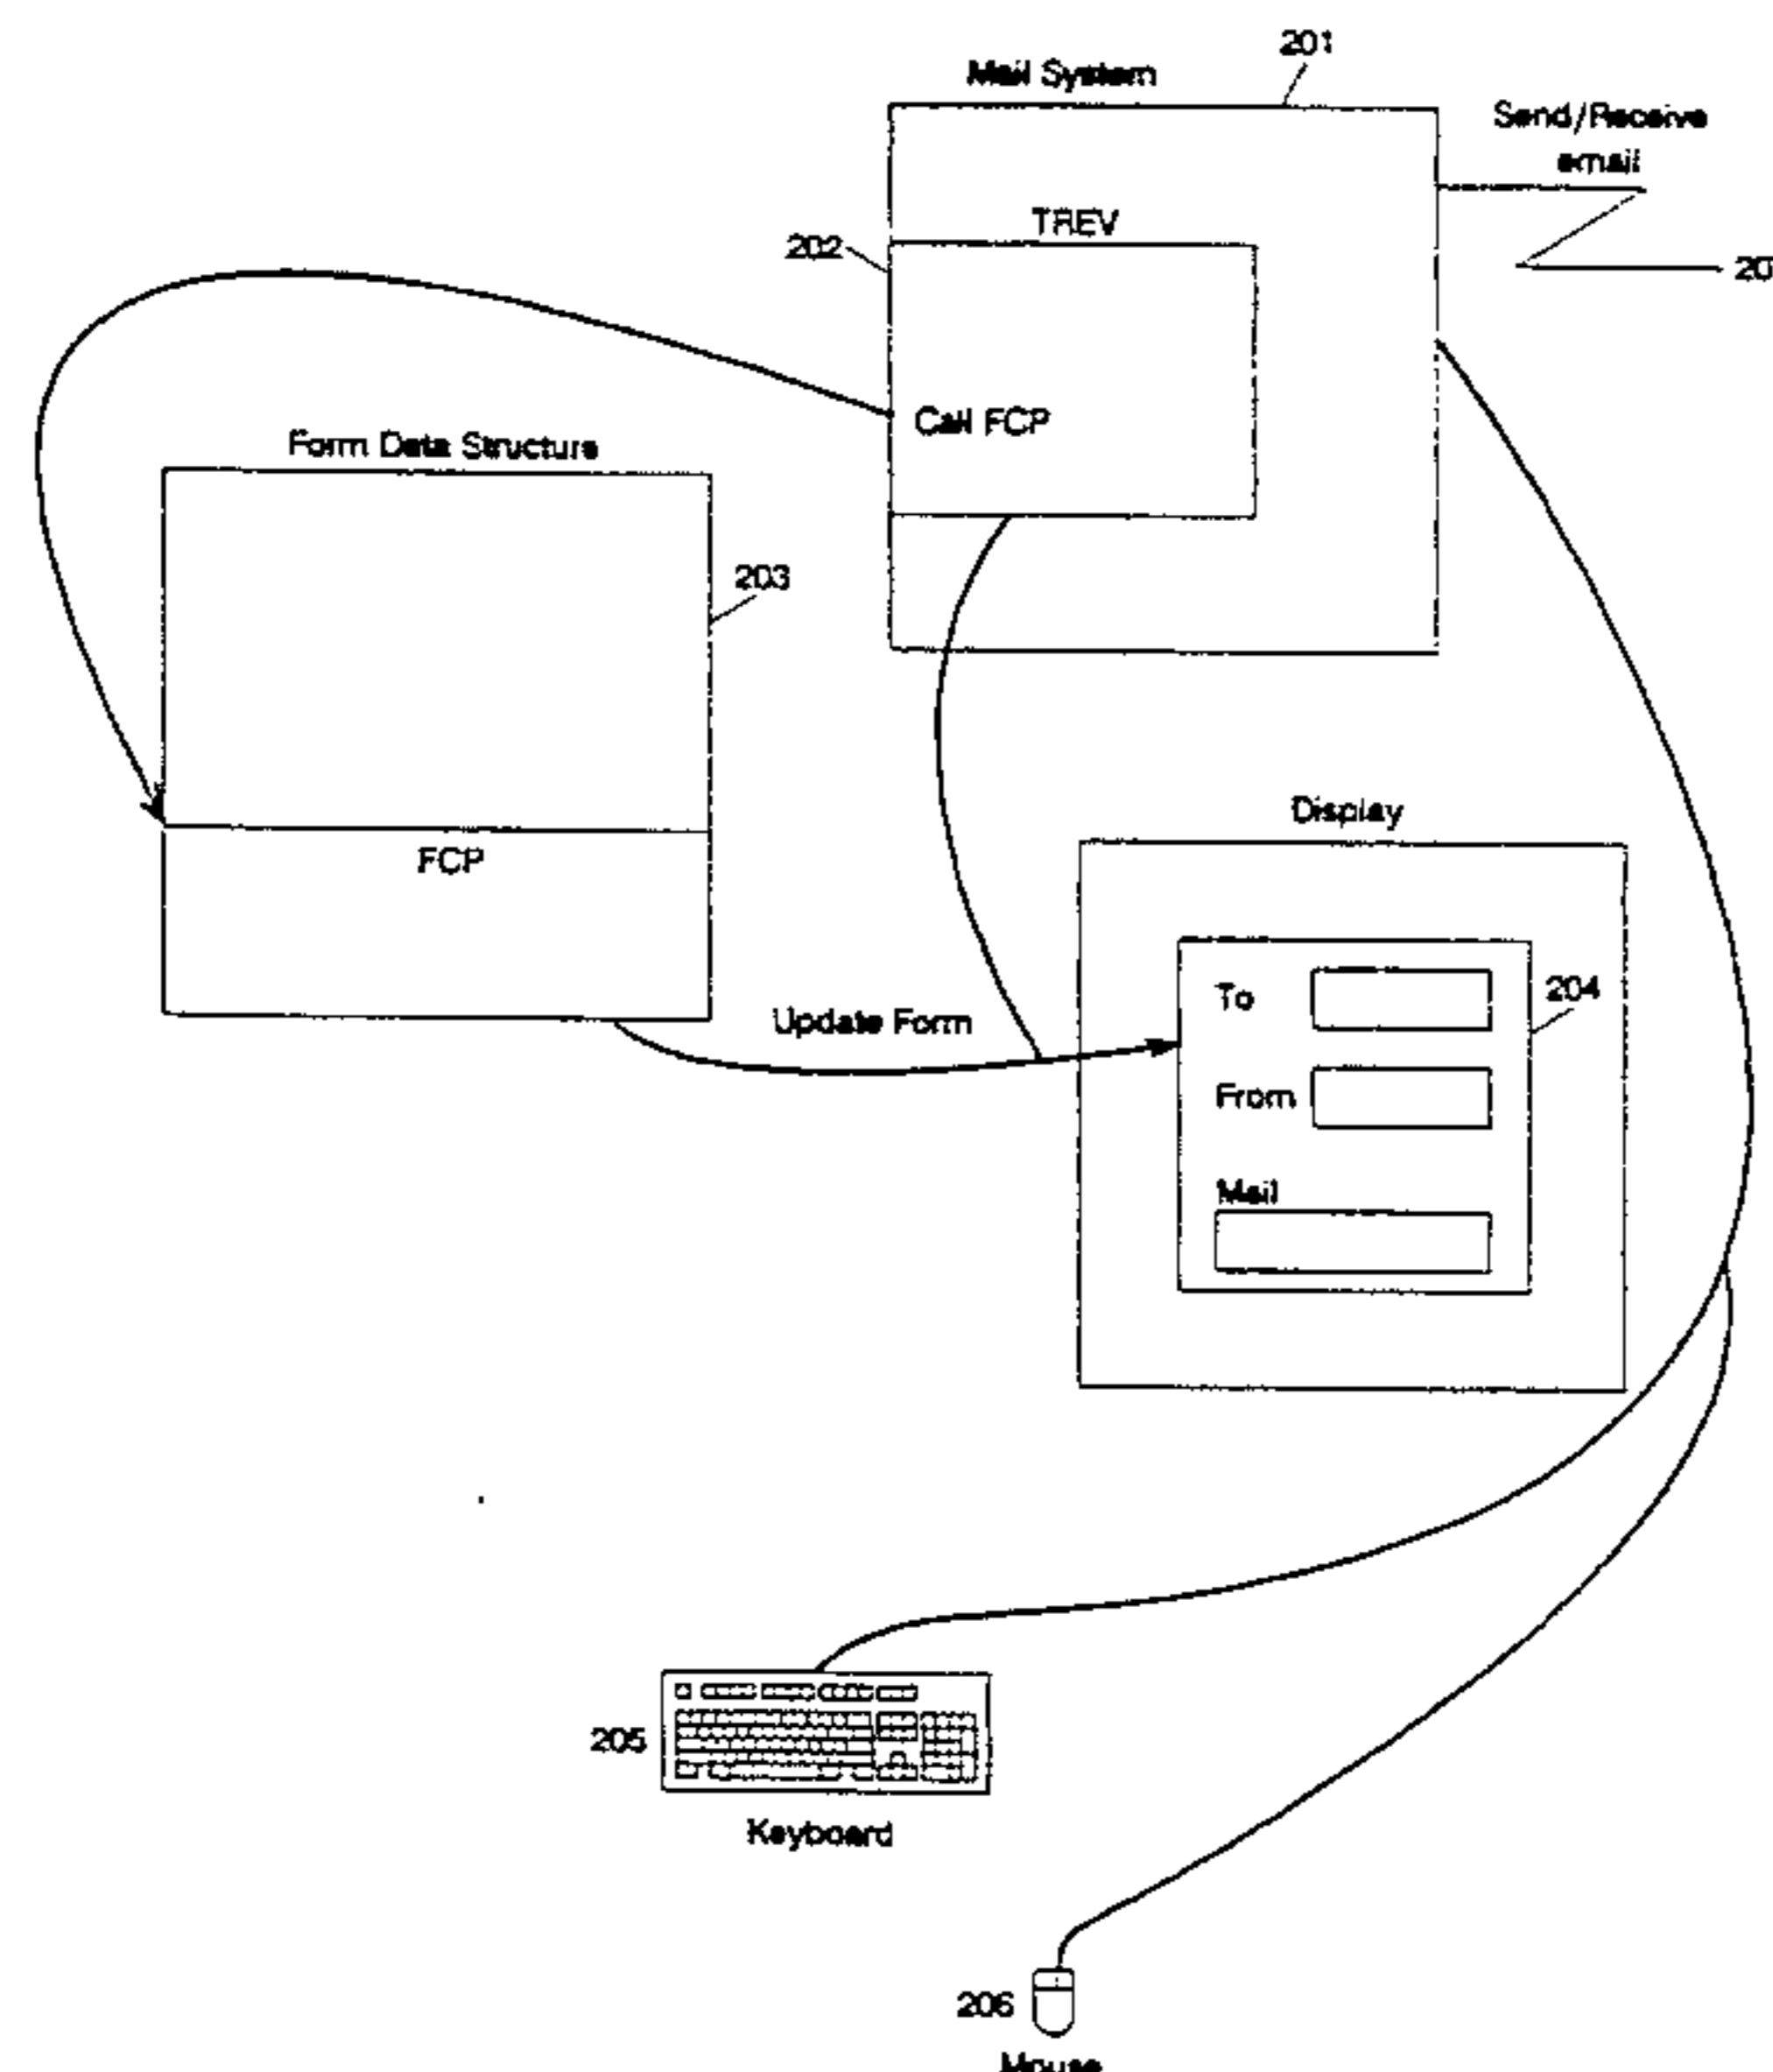 201
Mail System
Send/Receive
email
TREV
202
20
Call FCP
Form Data Structure
203
Display
FCP
To
204
Update Form
From
Mail
205
Keyboard
206
Mouse